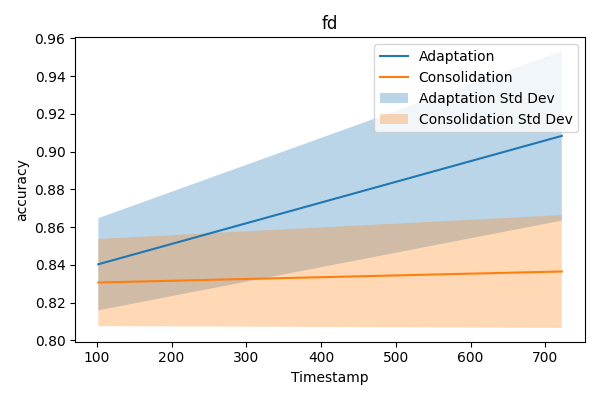 fd
0.96
0.94
0.92
0.90
0.88
0.86
0.84
0.82
0.80
accuracy
Adaptation
Consolidation
Adaptation Std Dev
Consolidation Std Dev
100 200 300 400 500 600 700
Timestamp